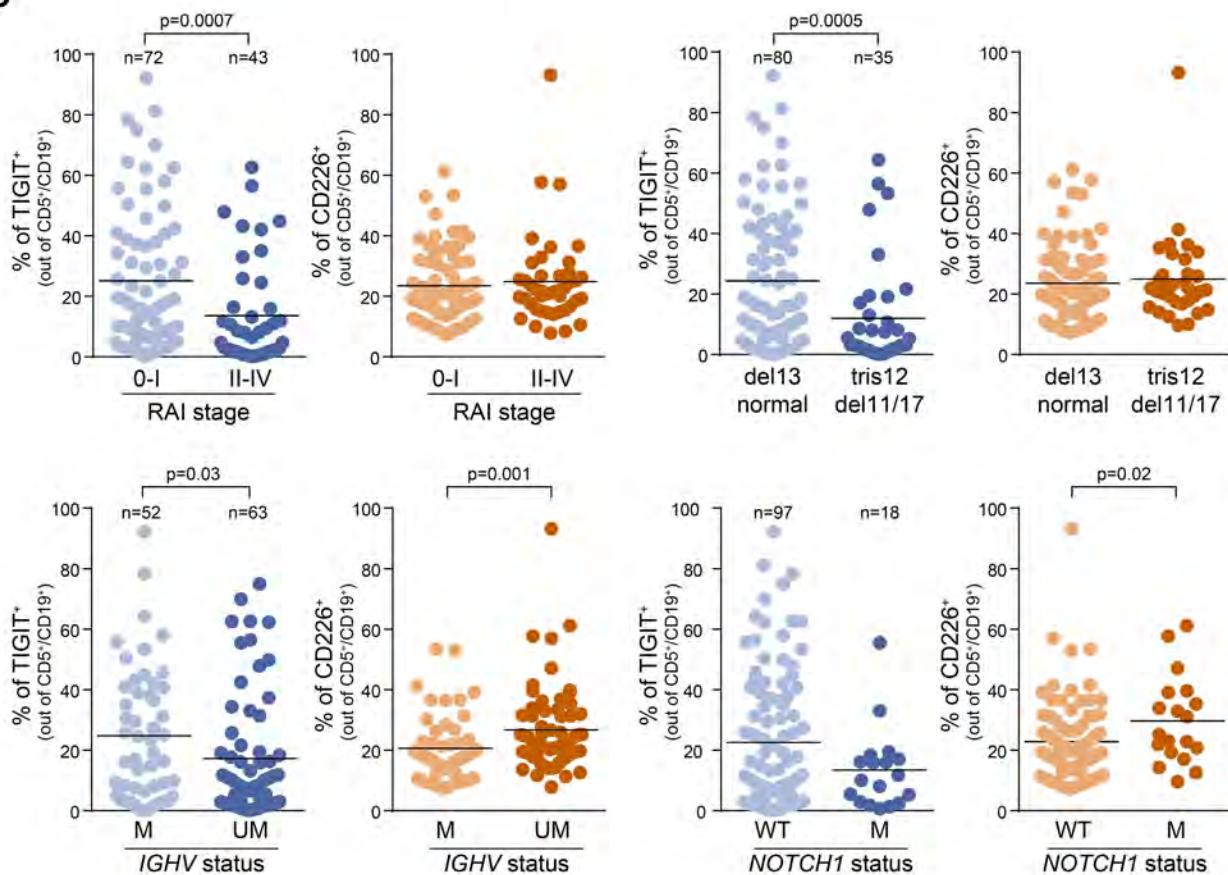 p=0.0007
n=72 n=43
% of TIGIT⁺
(out of CD5⁺/CD19⁺)
100
80
60
40
20
0
0-I II-IV
RAI stage
% of CD226⁺
(out of CD5⁺/CD19⁺)
100
80
60
40
20
0
0-I II-IV
RAI stage
p=0.0005
n=80 n=35
% of TIGIT⁺
(out of CD5⁺/CD19⁺)
100
80
60
40
20
0
del13 tris12
normal del11/17
% of CD226⁺
(out of CD5⁺/CD19⁺)
100
80
60
40
20
0
del13 tris12
normal del11/17
p=0.03
n=52 n=63
% of TIGIT⁺
(out of CD5⁺/CD19⁺)
100
80
60
40
20
0
M UM
IGHV status
p=0.001
% of CD226⁺
(out of CD5⁺/CD19⁺)
100
80
60
40
20
0
M UM
IGHV status
n=97 n=18
% of TIGIT⁺
(out of CD5⁺/CD19⁺)
100
80
60
40
20
0
WT M
NOTCH1 status
p=0.02
% of CD226⁺
(out of CD5⁺/CD19⁺)
100
80
60
40
20
0
WT M
NOTCH1 status